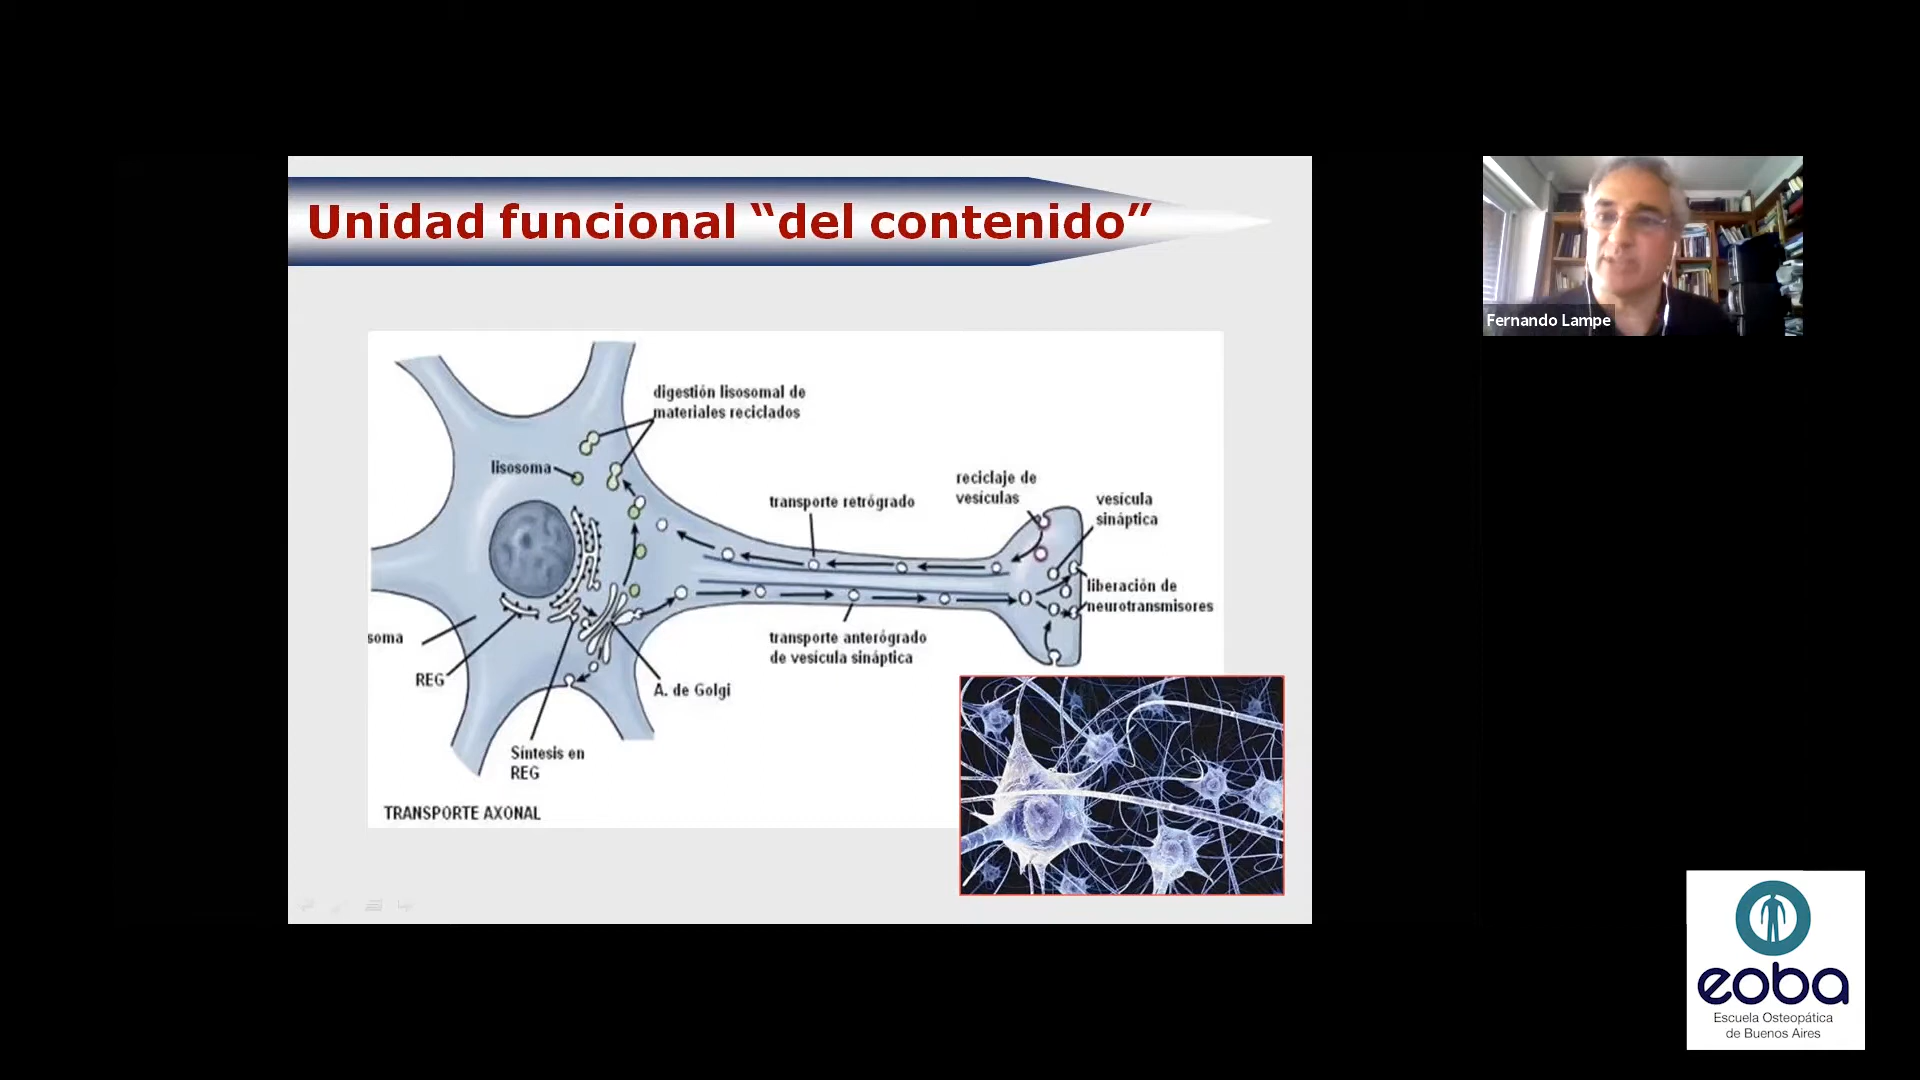 Unidad funcional “del contenido”
digestión lisosomal de
materiales reciclados
lisosoma
reciclaje de
vesículas
vesícula
sináptica
transporte retrógrado
liberación de
neurotransmisores
transporte anterógrado
de vesícula sináptica
soma
REG
A. de Golgi
Síntesis en
REG
TRANSPORTE AXONAL
Fernando Lampe
eoba
Escuela Osteopática
de Buenos Aires